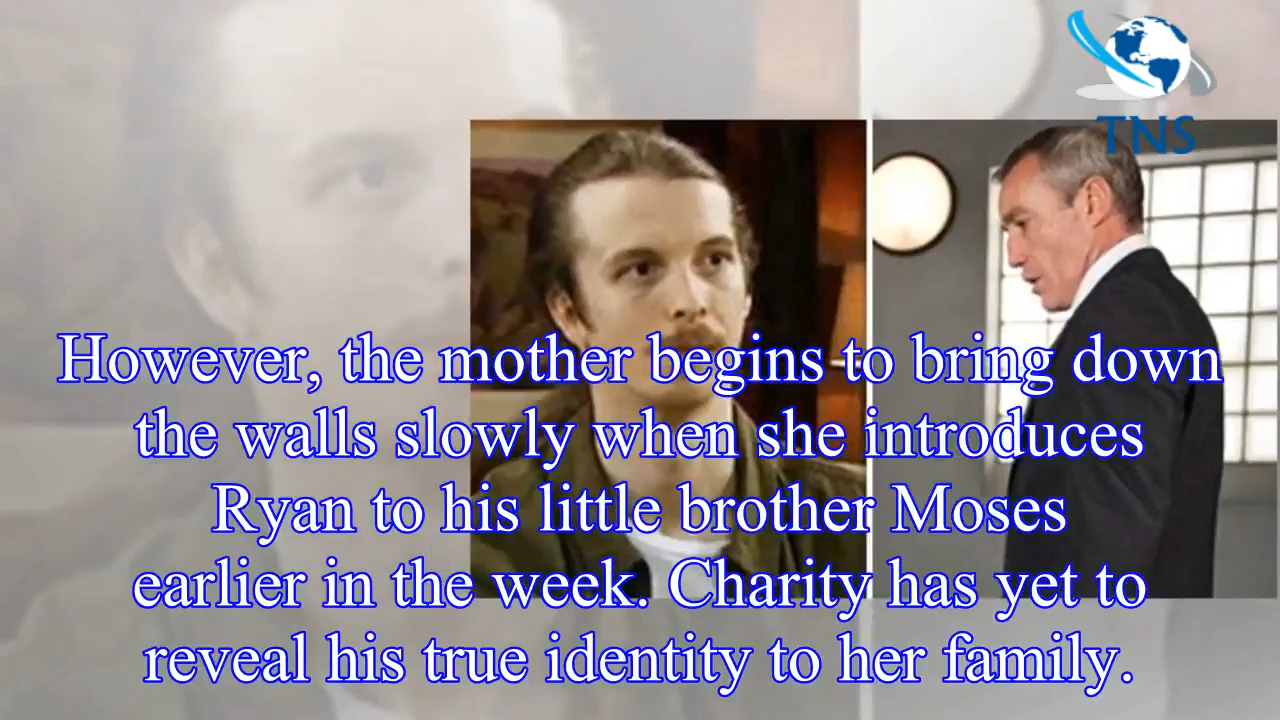 TNS
However, the mother begins to bring down
the walls slowly when she introduces
Ryan to his little brother Moses
earlier in the week. Charity has yet to
reveal his true identity to her family.